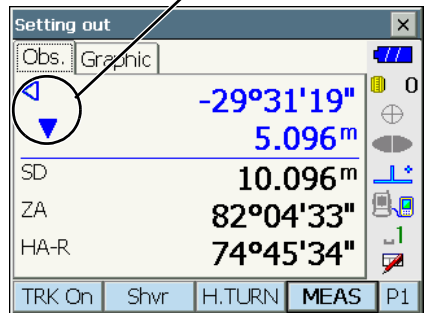 Setting out
Obs. Graphic
-29°31'19"
0
5.096m
SD 10.096m
ZA 82°04'33"
HA-R 74°45'34"
1
TRK On Shvr H.TURN MEAS P1